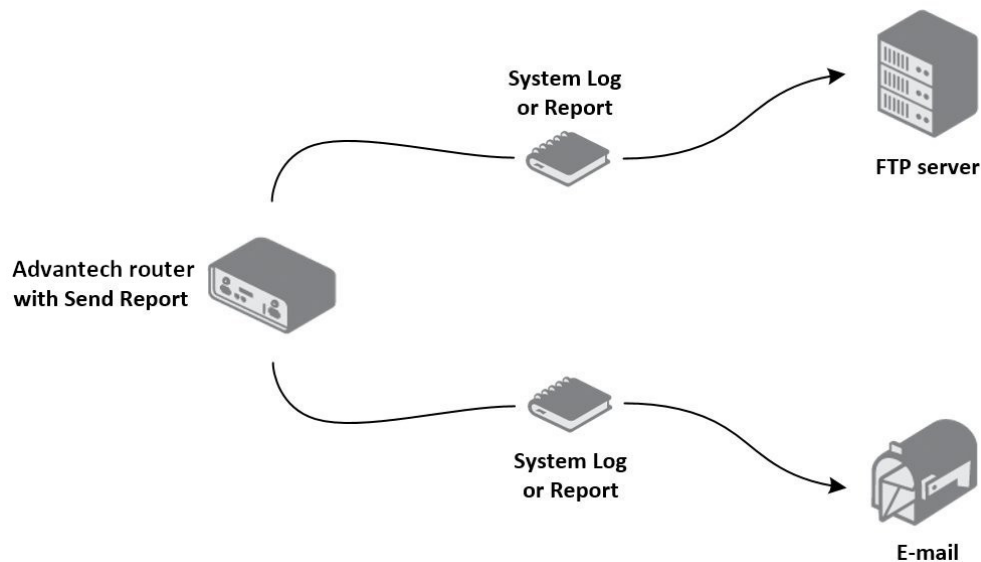 System Log
or Report
FTP server
Advantech router
with Send Report
System Log
or Report
E-mail